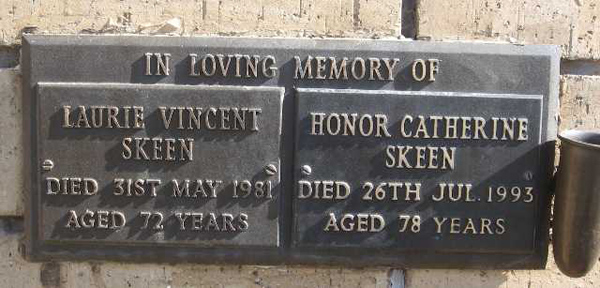 IN LOVING MEMORY OF
LAURIE VINCENT
SKEEN
DIED 31ST MAY 1981
AGED 72 YEARS
HONOR CATHERINE
SKEEN
DIED 26TH JUL. 1993
AGED 78 YEARS